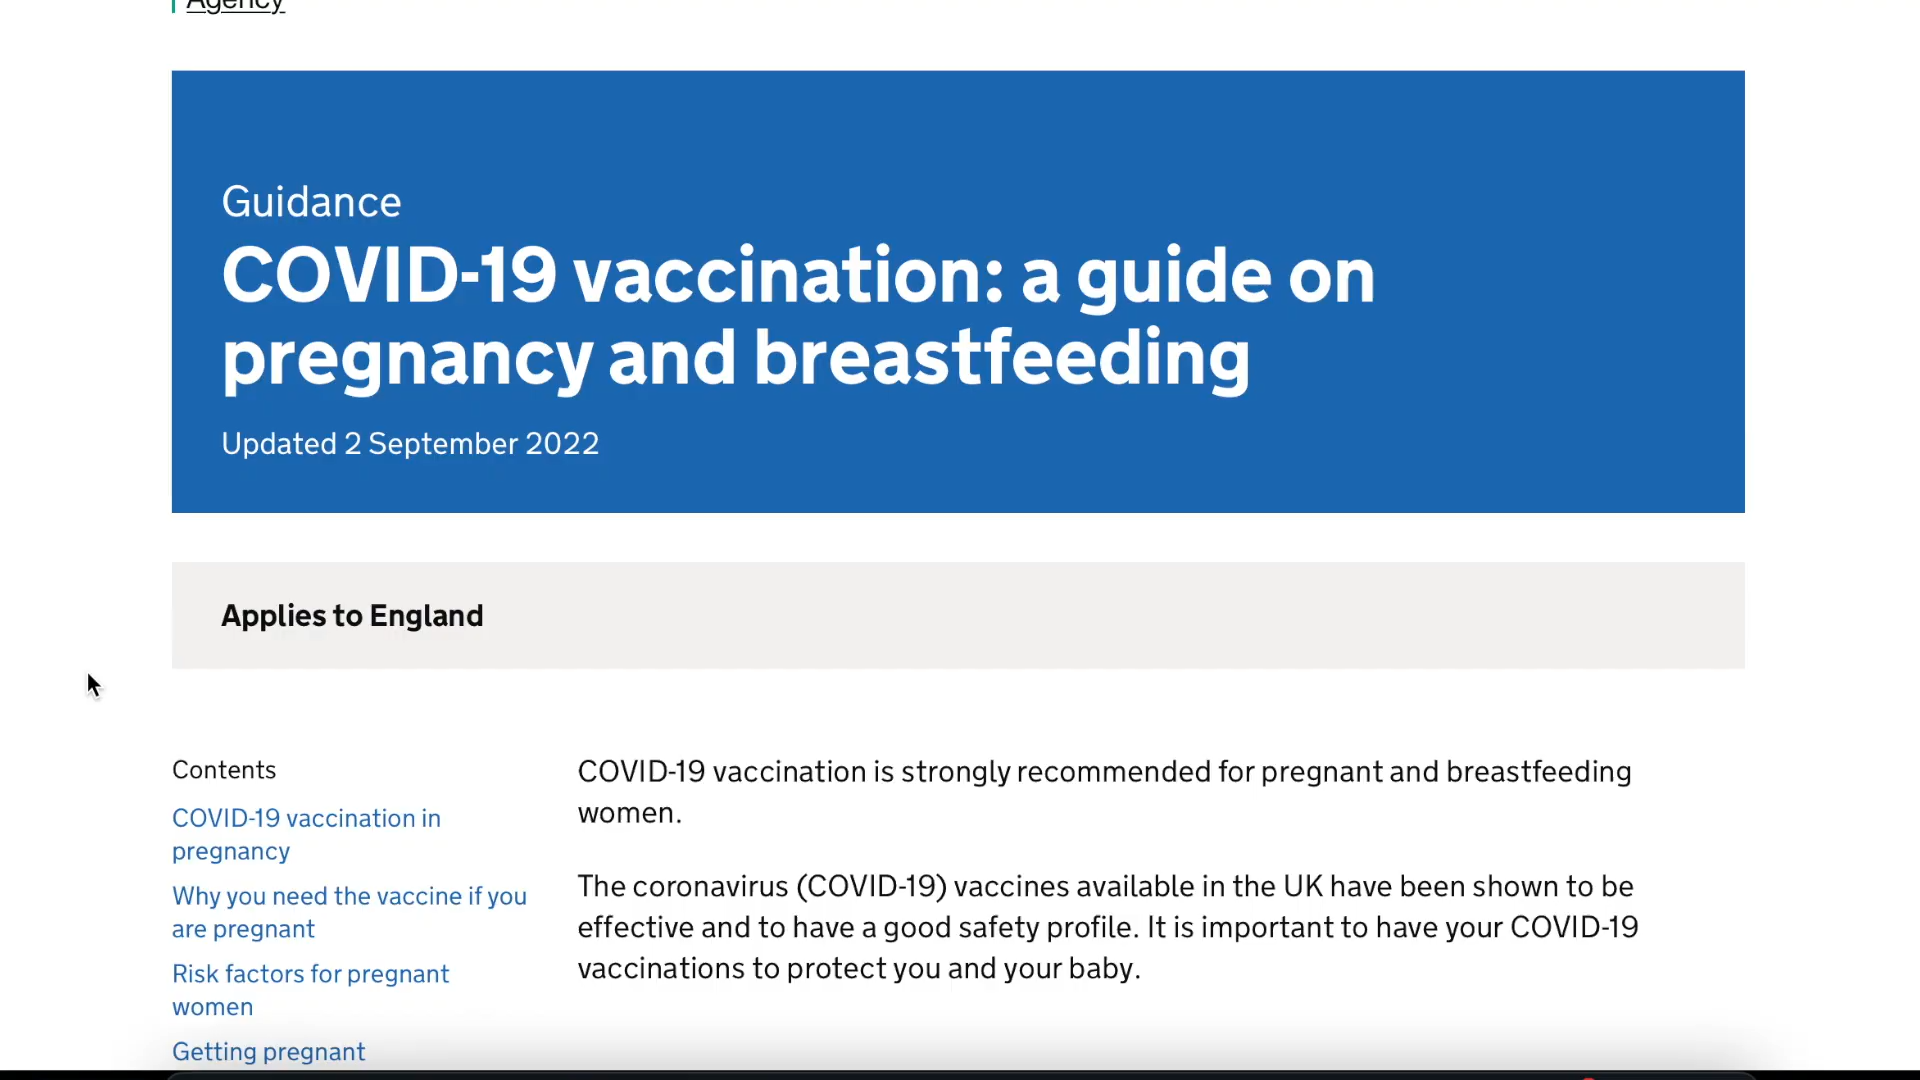 Agency
Guidance
COVID-19 vaccination: a guide on
pregnancy and breastfeeding
Updated 2 September 2022
Applies to England
Contents
COVID-19 vaccination in
pregnancy
Why you need the vaccine if you
are pregnant
Risk factors for pregnant
women
Getting pregnant
COVID-19 vaccination is strongly recommended for pregnant and breastfeeding
women.
The coronavirus (COVID-19) vaccines available in the UK have been shown to be
effective and to have a good safety profile. It is important to have your COVID-19
vaccinations to protect you and your baby.